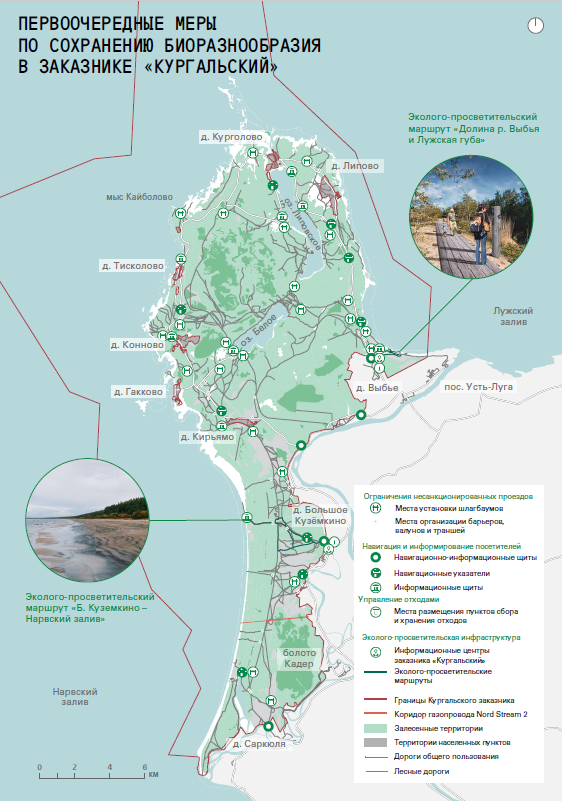 ПЕРВООЧЕРЕДНЫЕ МЕРЫ
ПО СОХРАНЕНИЮ БИОРАЗНООБРАЗИЯ
В ЗАКАЗНИКЕ «КУРГАЛЬСКИЙ»
Эколого-просветительский
маршрут «Долина р. Выбья
и Лужская губа»
д. Курголово
д. Липово
мыс Кайболово
оз. Липовское
д. Тисколово
Лужский
залив
оз. Белое
д. Конново
д. Гакково
д. Выбье
пос. Усть-Луга
д. Кирьямо
д. Большое
Кузёмкино
Эколого-просветительский
маршрут «Б. Куземкино –
Нарвский залив»
болото
Кадер
Нарвский
залив
д. Саркюля
0 2 4 6 км
Ограничения несанкционированных проездов
Места установки шлагбаумов
Места организации барьеров,
валунов и траншей
Навигация и информирование посетителей
Навигационно-информационные щиты
Навигационные указатели
Информационные щиты
Управление отходами
Места размещения пунктов сбора
и хранения отходов
Эколого-просветительская инфраструктура
Информационные центры
заказника «Кургальский»
Эколого-просветительские
маршруты
Границы Кургальского заказника
Коридор газопровода Nord Stream 2
Залесенные территории
Территории населенных пунктов
Дороги общего пользования
Лесные дороги